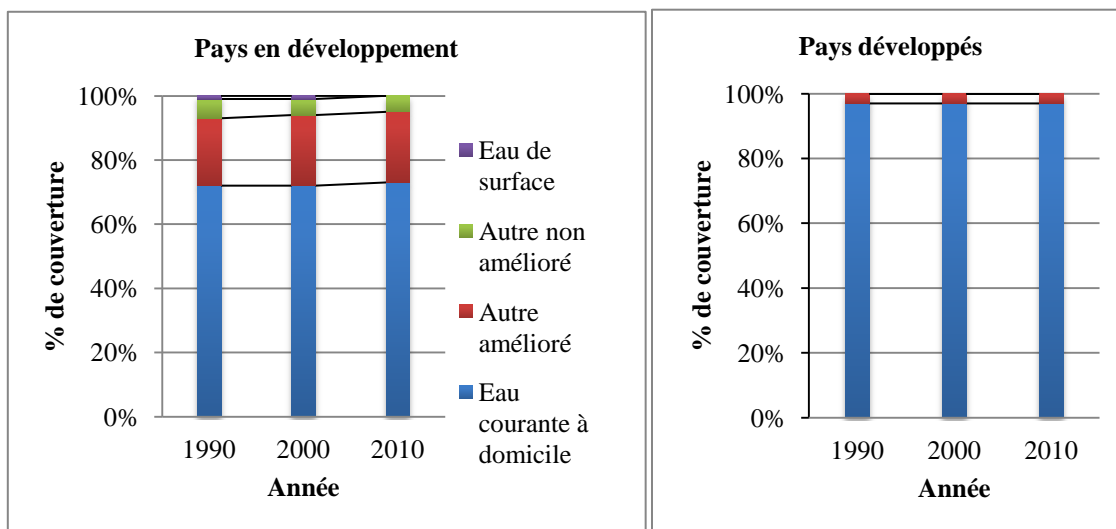 Pays en développement
100%
80%
60%
40%
20%
0%
% de couverture
1990 2000 2010
Année
Eau de
surface
Autre non
amélioré
Autre
amélioré
Eau
courante à
domicile
Pays développés
100%
80%
60%
40%
20%
0%
% de couverture
1990 2000 2010
Année